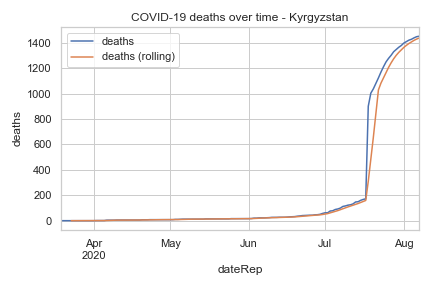 COVID-19 deaths over time - Kyrgyzstan
deaths
deaths (rolling)
1400
1200
1000
800
600
400
200
0
deaths
Apr
2020
May
Jun
Jul
Aug
dateRep